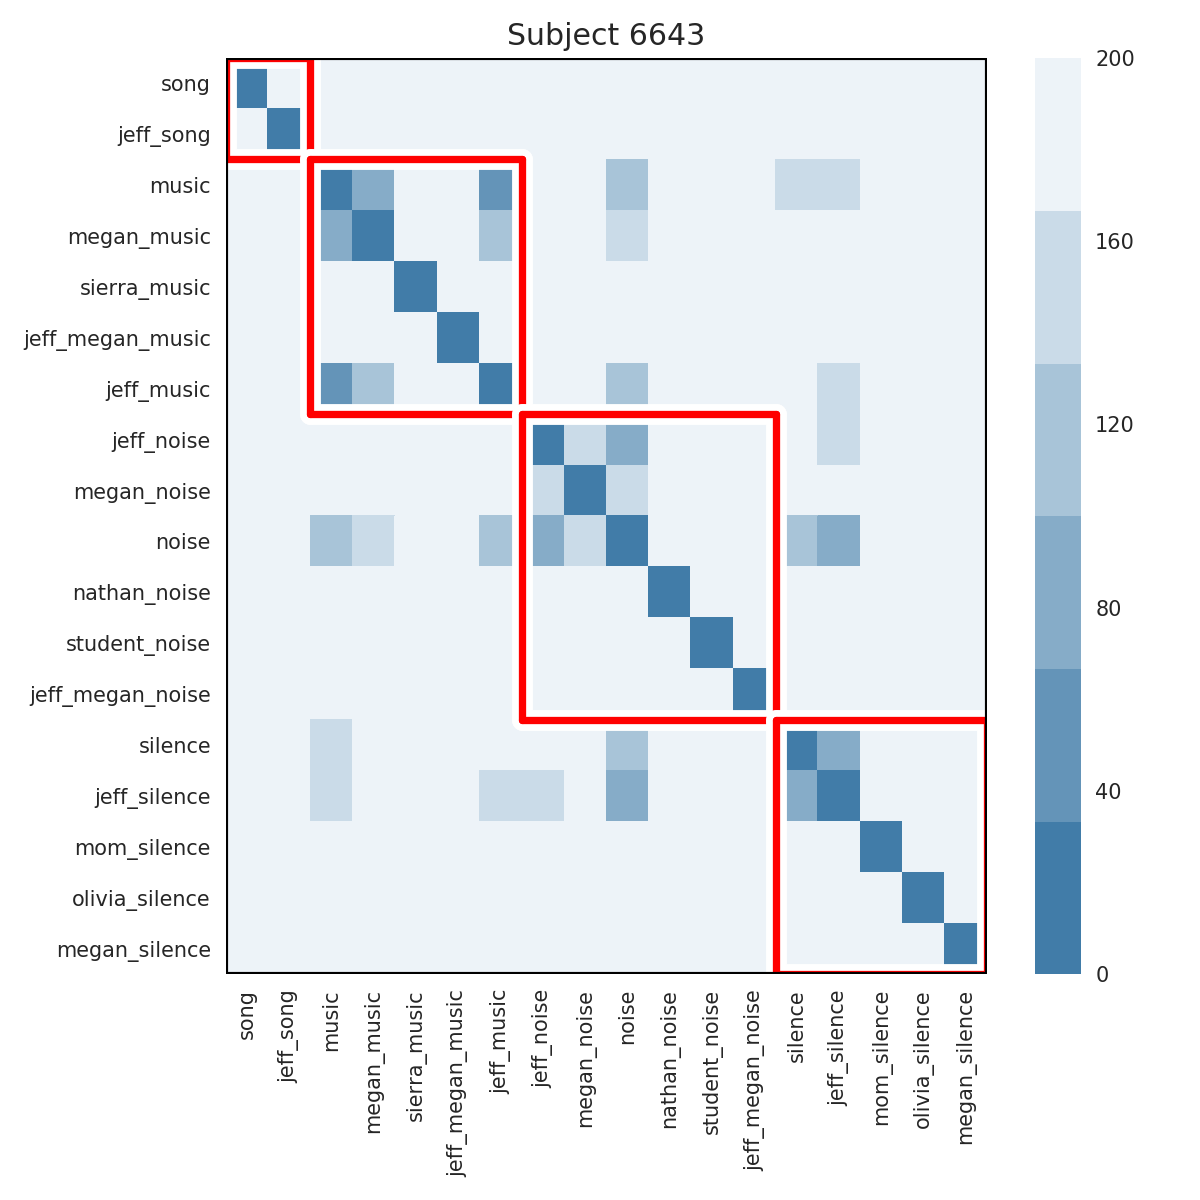 Subject 6643
song
jeff_song
music
megan_music
sierra_music
jeff_megan_music
jeff_music
jeff_noise
megan_noise
noise
nathan_noise
student_noise
jeff_megan_noise
silence
jeff_silence
mom_silence
olivia_silence
megan_silence
song
jeff_song
music
megan_music
sierra_music
jeff_megan_music
jeff_music
jeff_noise
megan_noise
noise
nathan_noise
student_noise
jeff_megan_noise
silence
jeff_silence
mom_silence
olivia_silence
megan_silence
200
160
120
80
40
0